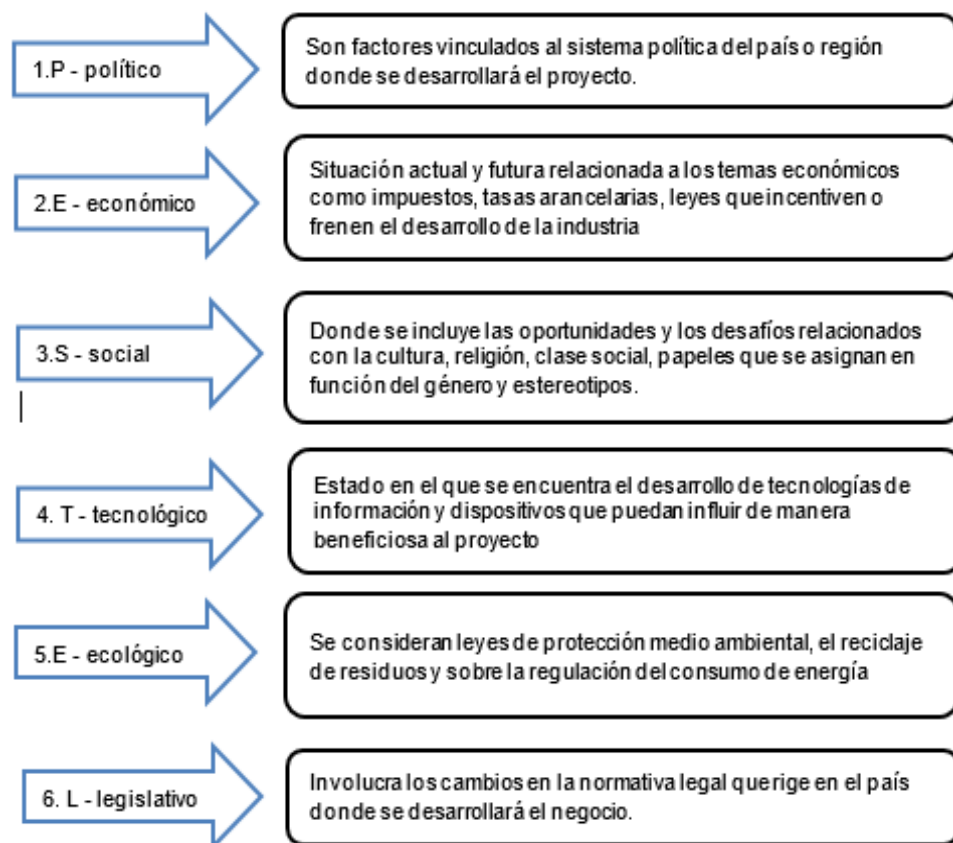 1.P - político
Son factores vinculados al sistema política del país o región
donde se desarrollará el proyecto.
2.E - económico
Situación actual y futura relacionada a los temas económicos
como impuestos, tasas arancelarias, leyes que incentiven o
frenen el desarrollo de la industria
3.S - social
Donde se incluye las oportunidades y los desafíos relacionados
con la cultura, religión, clase social, papeles que se asignan en
función del género y estereotipos.
4. T - tecnológico
Estado en el que se encuentra el desarrollo de tecnologías de
información y dispositivos que puedan influir de manera
beneficiosa al proyecto
5.E - ecológico
Se consideran leyes de protección medio ambiental, el reciclaje
de residuos y sobre la regulación del consumo de energía
6. L - legislativo
Involucra los cambios en la normativa legal que rige en el país
donde se desarrollará el negocio.